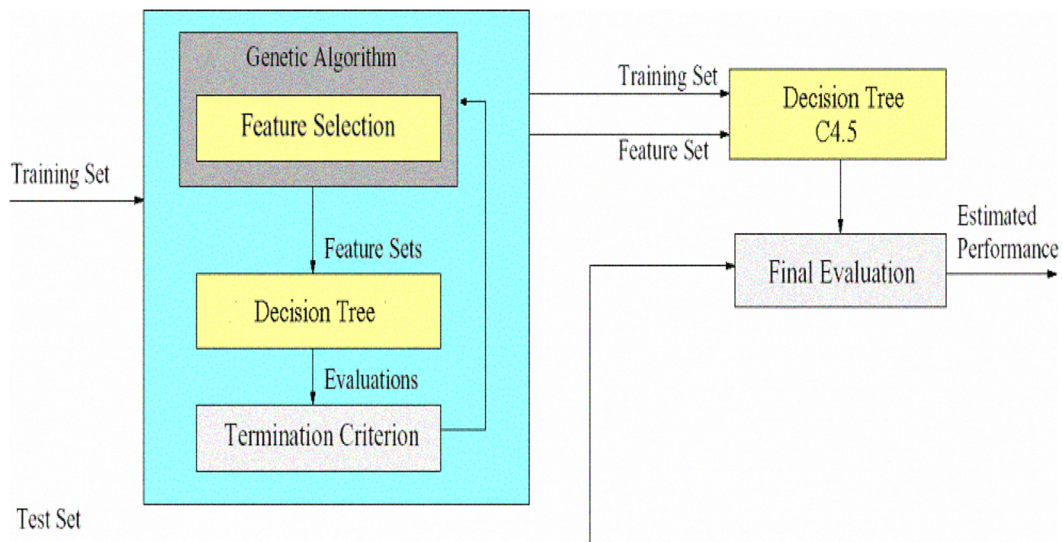 Genetic Algorithm
Feature Selection
Training Set
Feature Sets
Decision Tree
Evaluations
Termination Criterion
Test Set
Training Set
Feature Set
Decision Tree
C4.5
Final Evaluation
Estimated
Performance